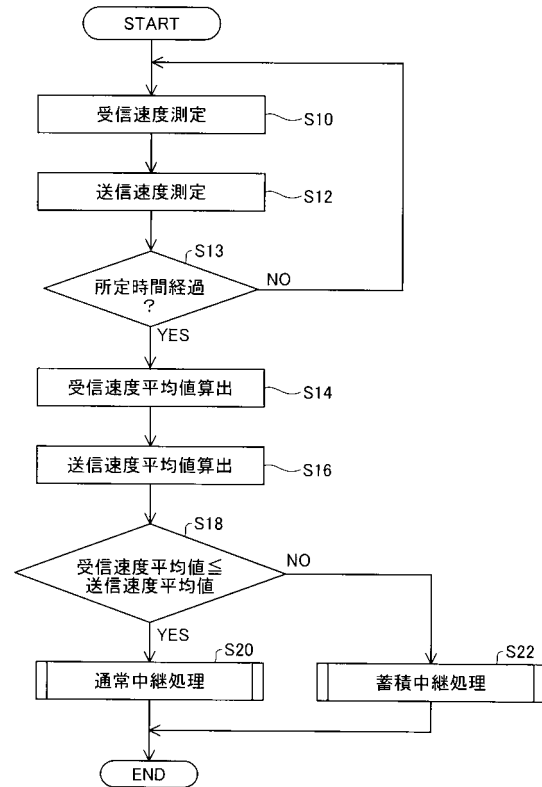 START
受信速度測定
S10
送信速度測定
S12
S13
所定時間経過
?
NO
YES
受信速度平均値算出
S14
送信速度平均値算出
S16
S18
受信速度平均値≦
送信速度平均値
NO
YES
S20
通常中継処理
S22
蓄積中継処理
END